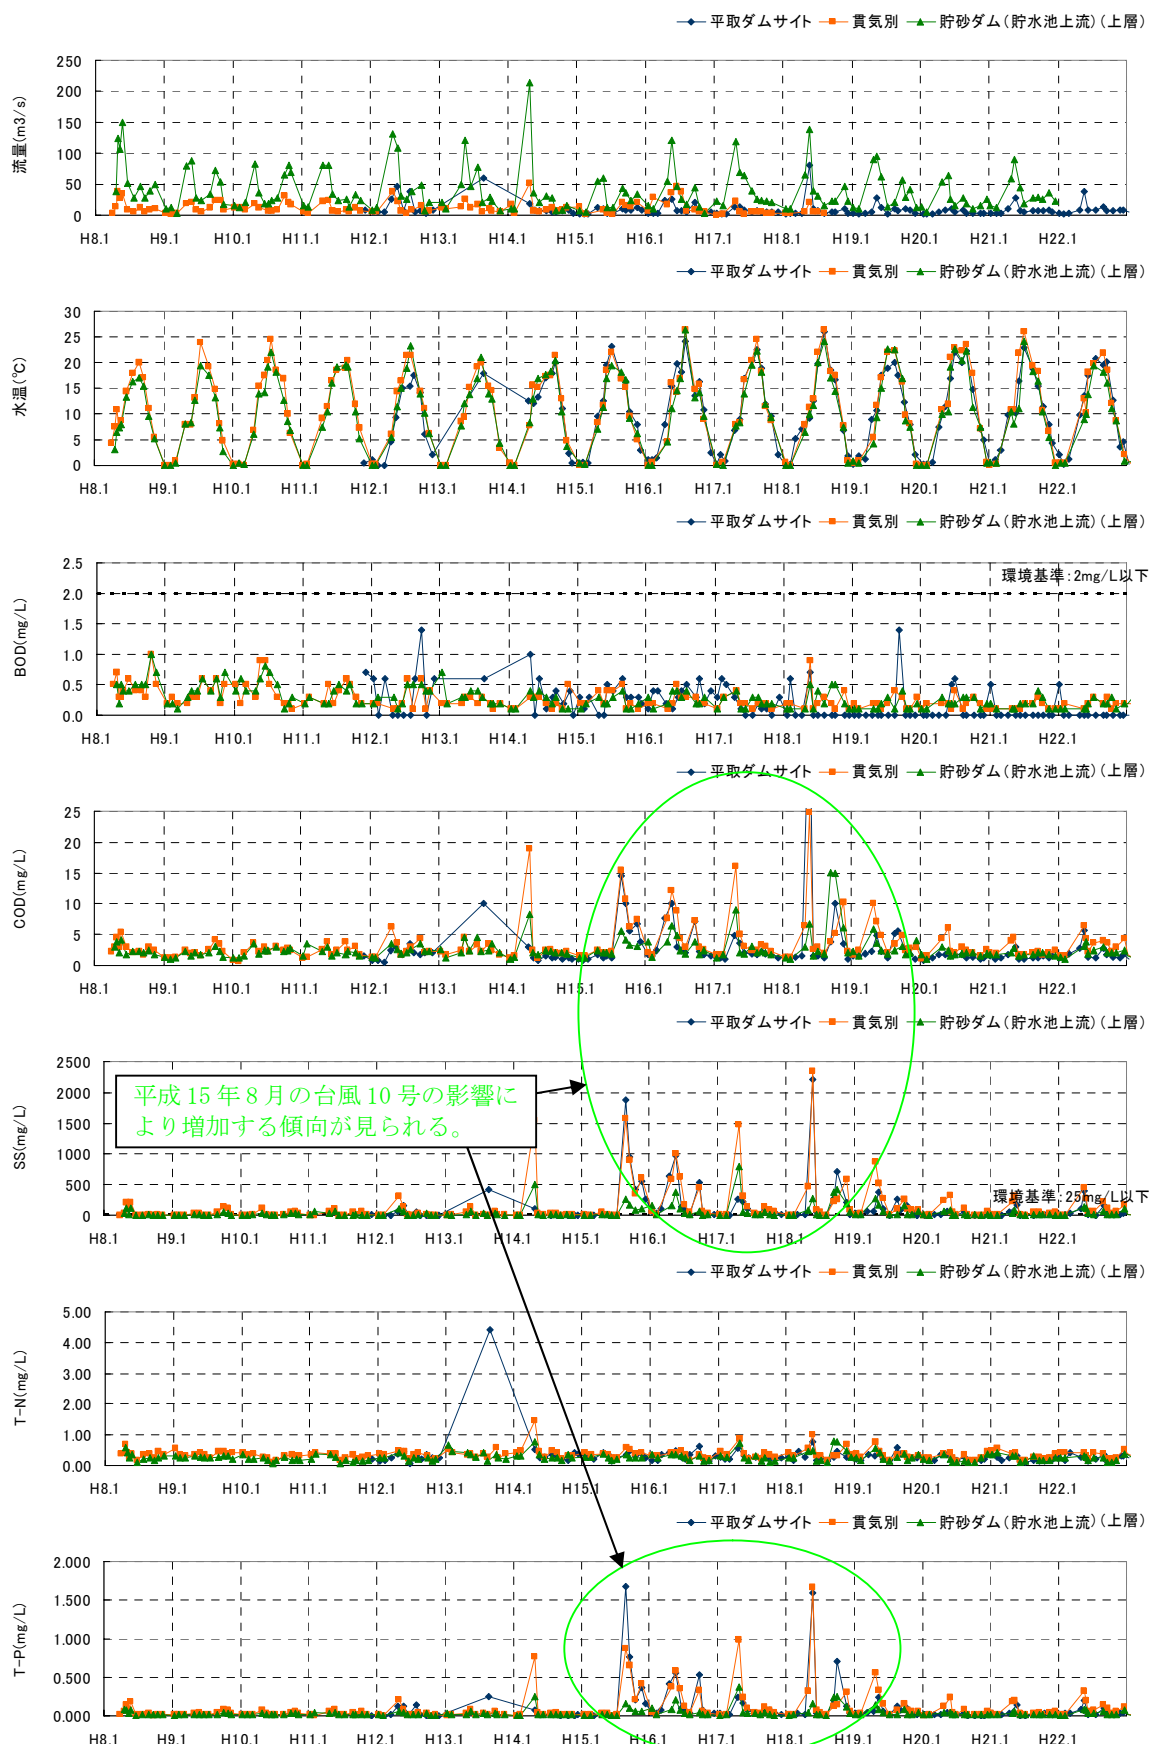 平取ダムサイト 貫気別 貯砂ダム(貯水池上流)(上層)
流量(m3/s)
250
200
150
100
50
0
H8.1 H9.1 H10.1 H11.1 H12.1 H13.1 H14.1 H15.1 H16.1 H17.1 H18.1 H19.1 H20.1 H21.1 H22.1
平取ダムサイト 貫気別 貯砂ダム(貯水池上流)(上層)
水温(℃)
30
25
20
15
10
5
0
H8.1 H9.1 H10.1 H11.1 H12.1 H13.1 H14.1 H15.1 H16.1 H17.1 H18.1 H19.1 H20.1 H21.1 H22.1
平取ダムサイト 貫気別 貯砂ダム(貯水池上流)(上層)
BOD(mg/L)
2.5
環境基準:2mg/L以下
2.0
1.5
1.0
0.5
0.0
H8.1 H9.1 H10.1 H11.1 H12.1 H13.1 H14.1 H15.1 H16.1 H17.1 H18.1 H19.1 H20.1 H21.1 H22.1
平取ダムサイト 貫気別 貯砂ダム(貯水池上流)(上層)
COD(mg/L)
25
20
15
10
5
0
H8.1 H9.1 H10.1 H11.1 H12.1 H13.1 H14.1 H15.1 H16.1 H17.1 H18.1 H19.1 H20.1 H21.1 H22.1
平取ダムサイト 貫気別 貯砂ダム(貯水池上流)(上層)
SS(mg/L)
2500
2000
1500
1000
500
0
平成 15 年 8 月の台風 10 号の影響に
より増加する傾向が見られる。
環境基準:25mg/L以下
H8.1 H9.1 H10.1 H11.1 H12.1 H13.1 H14.1 H15.1 H16.1 H17.1 H18.1 H19.1 H20.1 H21.1 H22.1
平取ダムサイト 貫気別 貯砂ダム(貯水池上流)(上層)
T-N(mg/L)
5.00
4.00
3.00
2.00
1.00
0.00
H8.1 H9.1 H10.1 H11.1 H12.1 H13.1 H14.1 H15.1 H16.1 H17.1 H18.1 H19.1 H20.1 H21.1 H22.1
平取ダムサイト 貫気別 貯砂ダム(貯水池上流)(上層)
T-P(mg/L)
2.000
1.500
1.000
0.500
0.000
H8.1 H9.1 H10.1 H11.1 H12.1 H13.1 H14.1 H15.1 H16.1 H17.1 H18.1 H19.1 H20.1 H21.1 H22.1